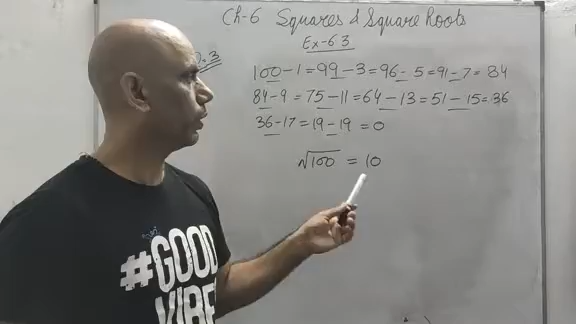 Ch-6 Squares & Square Roots
Ex-6.3
Q.3
100-1=99-3=96-5=91-7=84
84-9=75-11=64-13=51-15=36
36-17=19-19=0
√100 = 10
#GOOD
VIBE